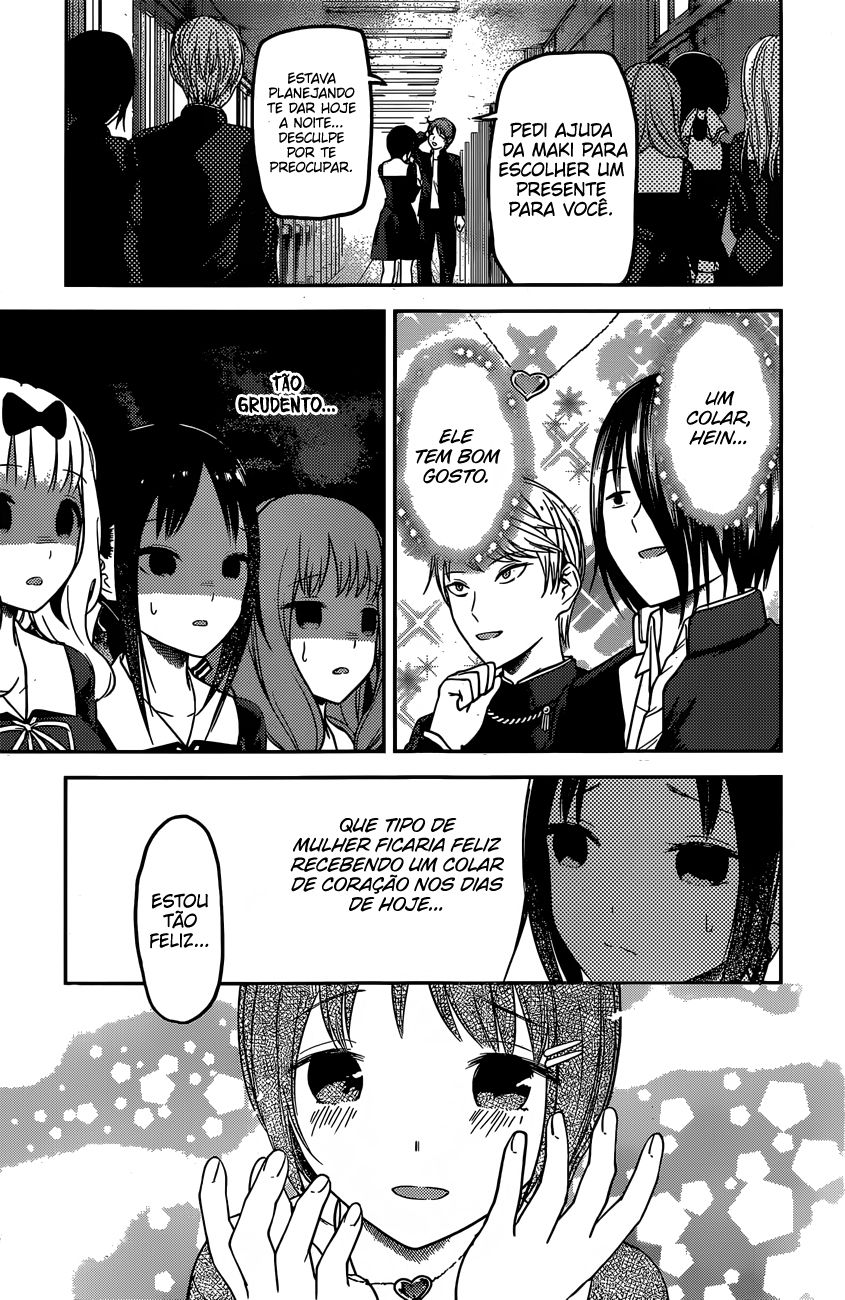 PEDI AJUDA
DA MAKI PARA
ESCOLHER UM
PRESENTE
PARA VOCÊ.
ESTAVA
PLANEJANDO
TE DAR HOJE
A NOITE...
DESCULPE
POR TE
PREOCUPAR.
UM
COLAR,
HEIN...
ELE
TEM BOM
GOSTO.
TÃO
GRUDENTO...
QUE TIPO DE
MULHER FICARIA FELIZ
RECEBENDO UM COLAR
DE CORAÇÃO NOS DIAS
DE HOJE...
ESTOU
TÃO
FELIZ...